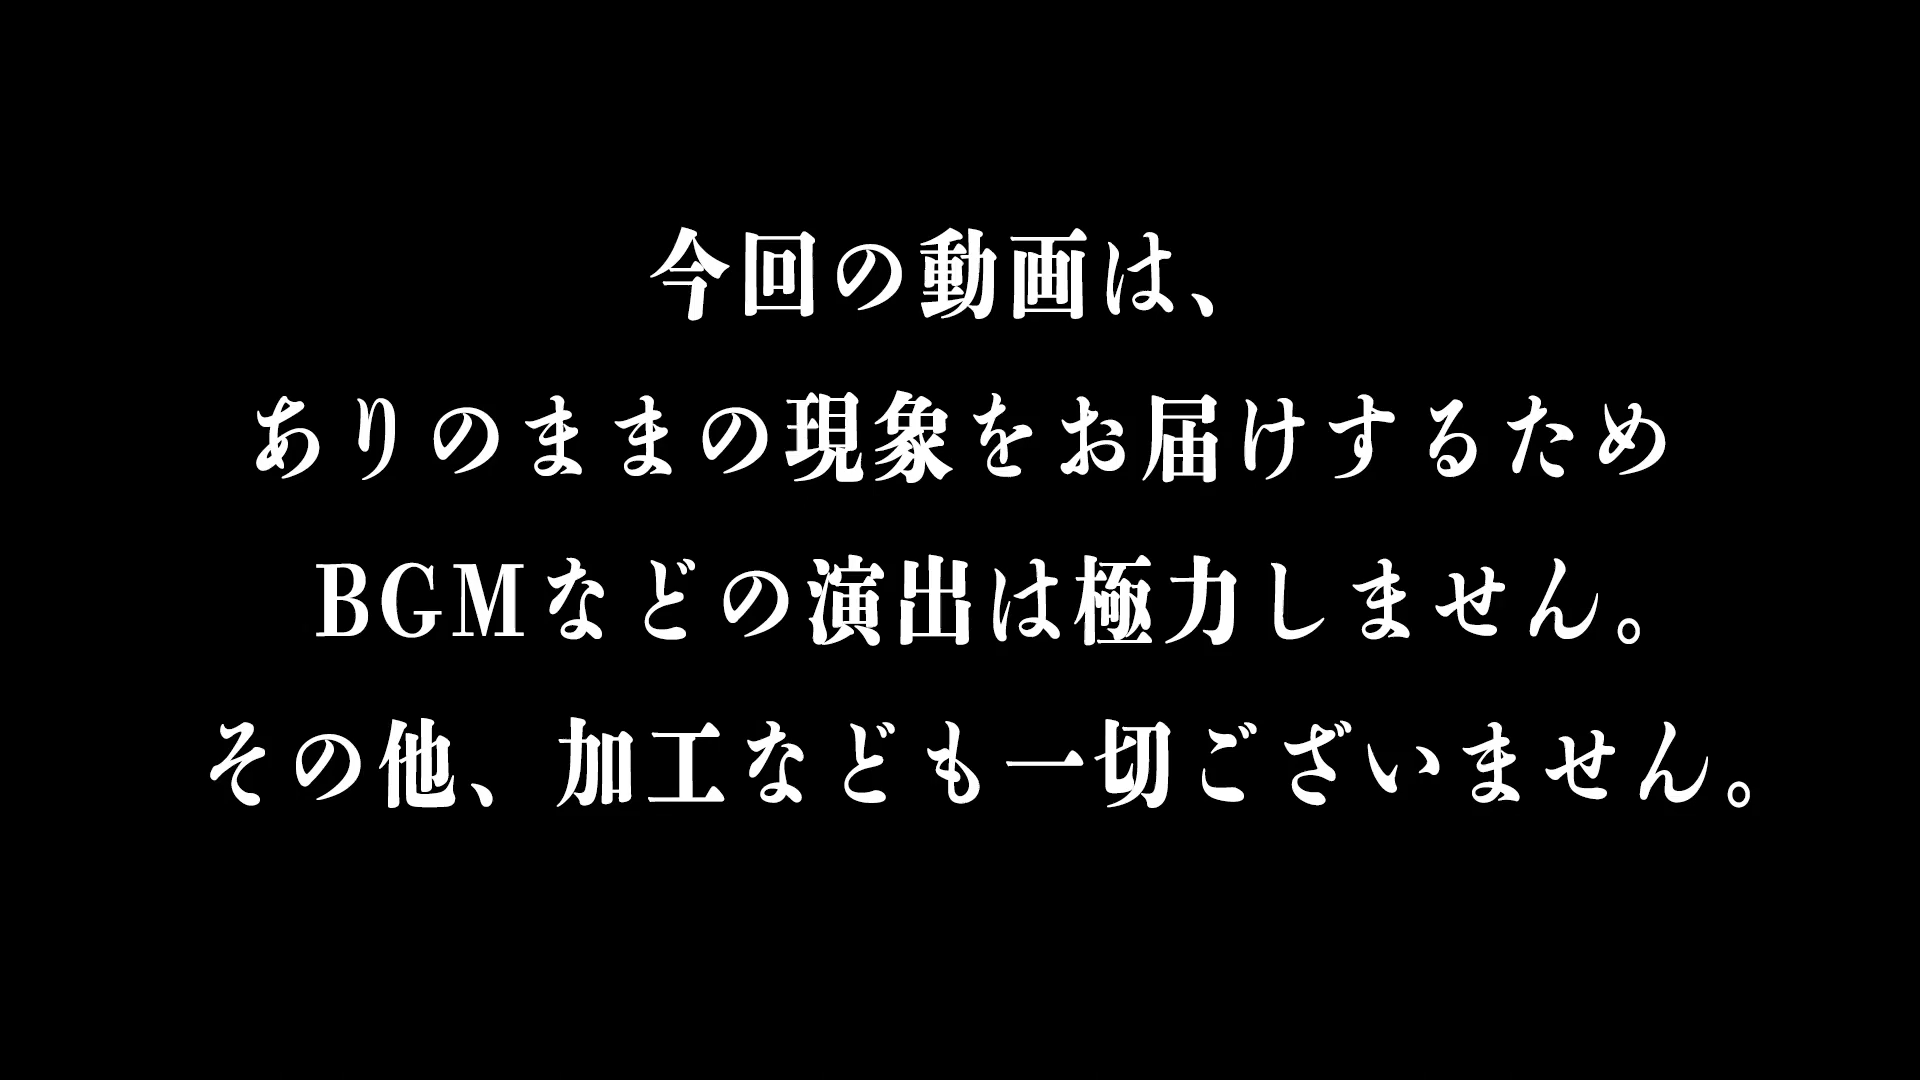 今回の動画は、
ありのままの現象をお届けするため
BGMなどの演出は極力しません。
その他、加工なども一切ございません。